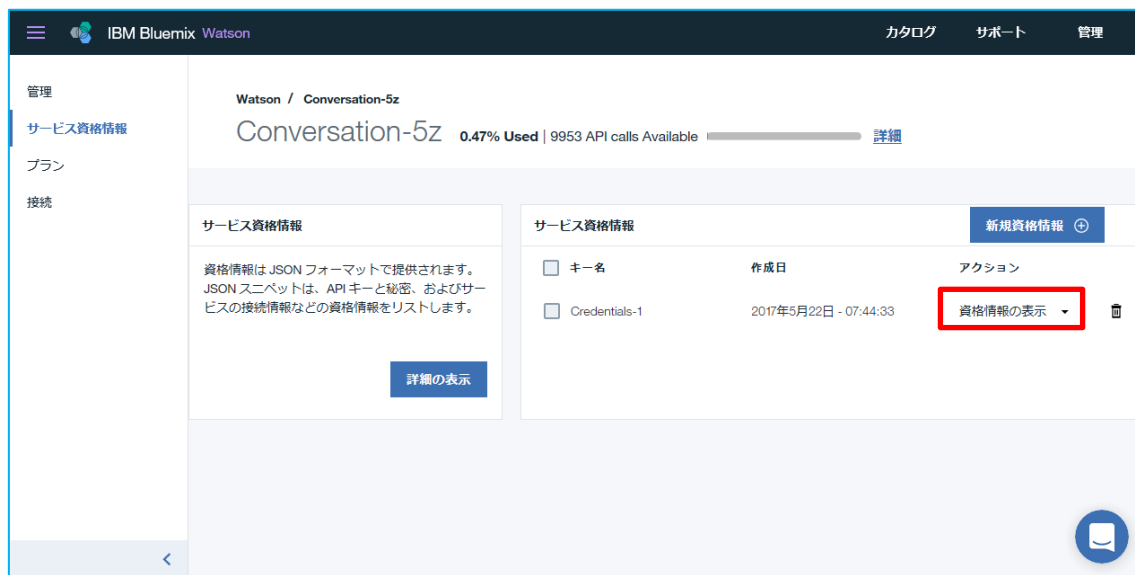 IBM Bluemix Watson
カタログ サポート 管理
管理
サービス資格情報
プラン
接続
Watson / Conversation-5z
Conversation-5z 0.47% Used | 9953 API calls Available 詳細
サービス資格情報
資格情報は JSON フォーマットで提供されます。
JSON スニペットは、API キーと秘密、およびサー
ビスの接続情報などの資格情報をリストします。
詳細の表示
サービス資格情報 新規資格情報
キー名 作成日 アクション
Credentials-1 2017年5月22日 - 07:44:33 資格情報の表示